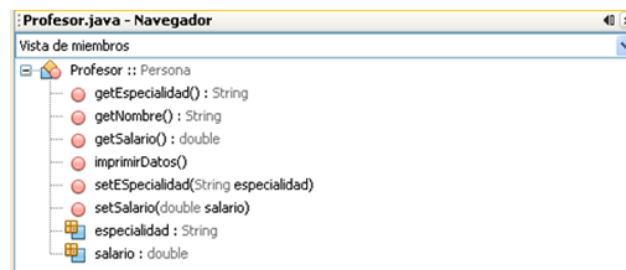 Profesor.java - Navegador
Vista de miembros
Profesor :: Persona
getEspecialidad() : String
getNombre() : String
getSalario() : double
imprimirDatos()
setESpecialidad(String especialidad)
setSalario(double salario)
especialidad : String
salario : double